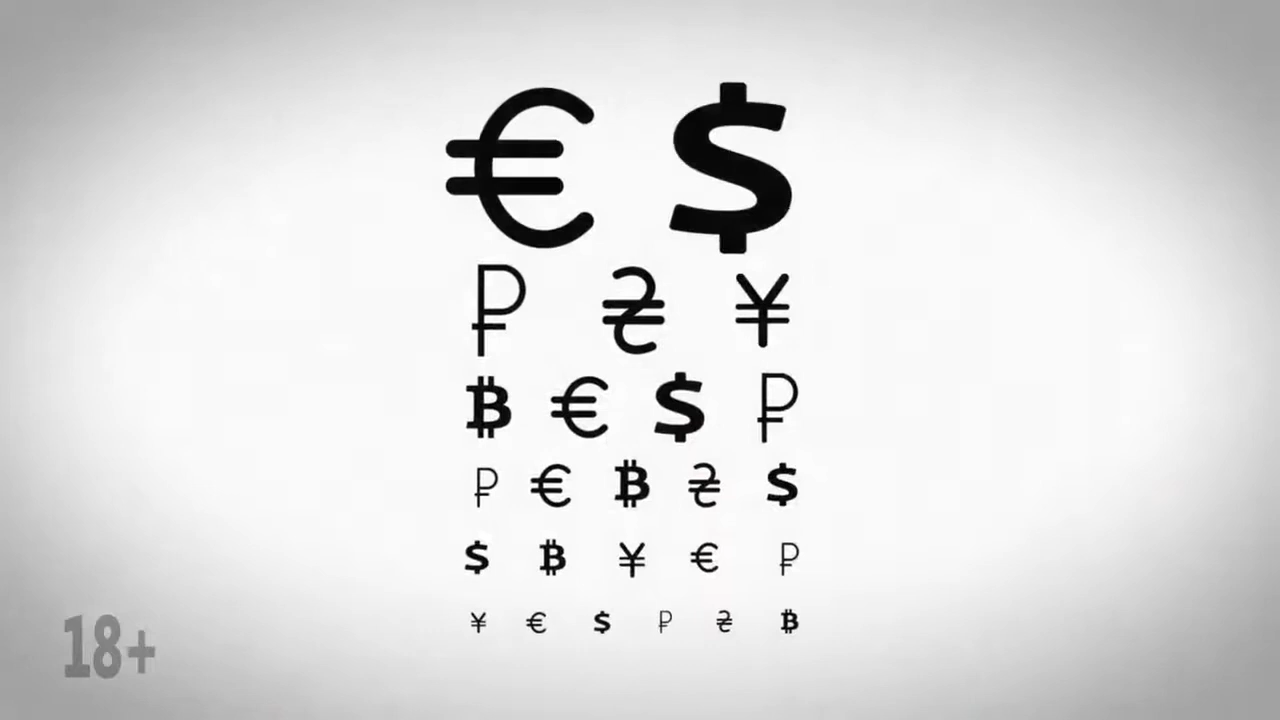 € $
₽ ₴ ¥
₿ € $ ₽
₽ € ₿ ₴ $
$ ₿ ¥ € ₽
¥ € $ ₽ ₴ ₿
18+